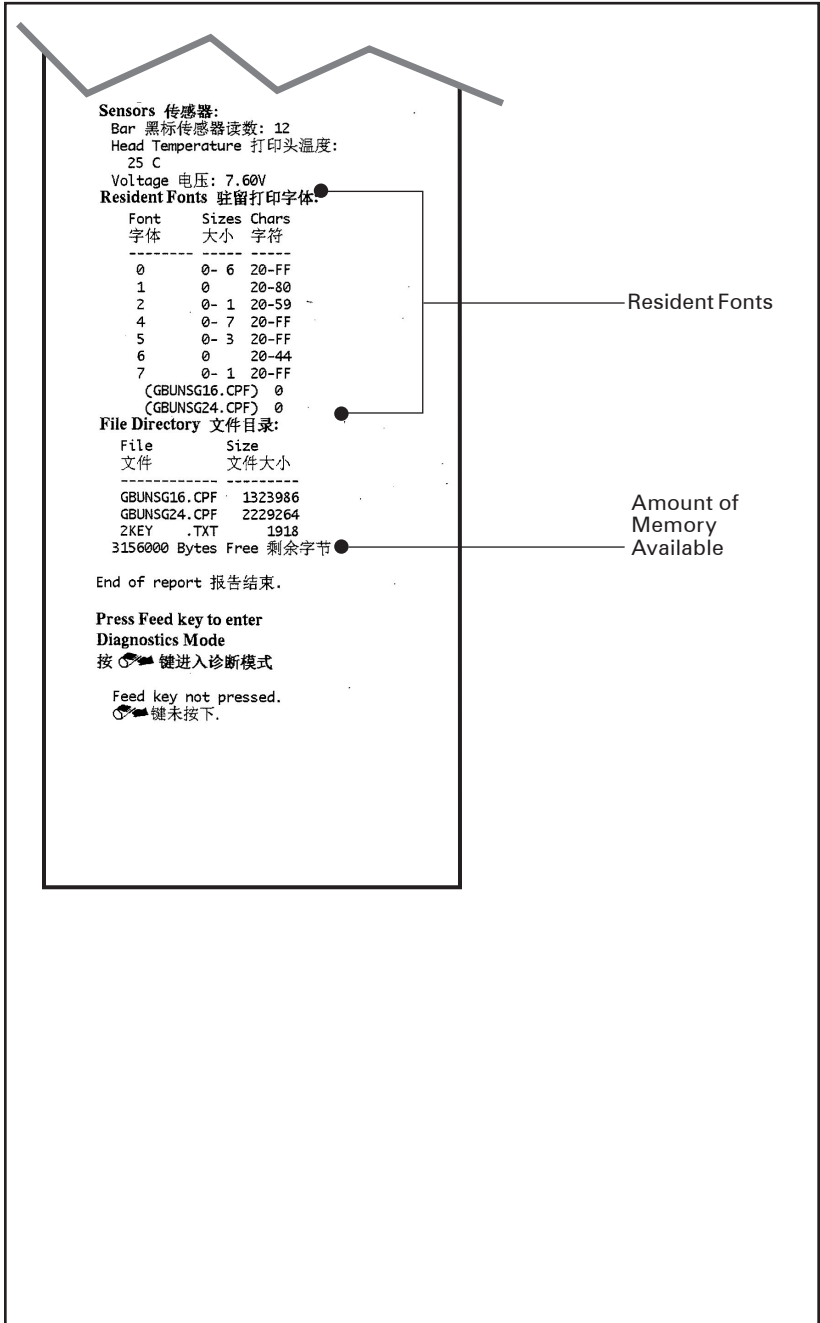 Sensors 传感器:
Bar 黑标传感器读数: 12
Head Temperature 打印头温度:
25 C
Voltage 电压: 7.60V
Resident Fonts 驻留打印字体:
Font Sizes Chars
字体 大小 字符
-------- ----- -----
0 0- 6 20-FF
1 0 20-80
2 0- 1 20-59
4 0- 7 20-FF
5 0- 3 20-FF
6 0 20-44
7 0- 1 20-FF
(GBUNSG16.CPF) 0
(GBUNSG24.CPF) 0
File Directory 文件目录:
File Size
文件 文件大小
------------ ---------
GBUNSG16.CPF 1323986
GBUNSG24.CPF 2229264
2KEY .TXT 1918
3156000 Bytes Free 剩余字节
End of report 报告结束.
Press Feed key to enter
Diagnostics Mode
按 键进入诊断模式
Feed key not pressed.
键未按下.
Resident Fonts
Amount of
Memory
Available